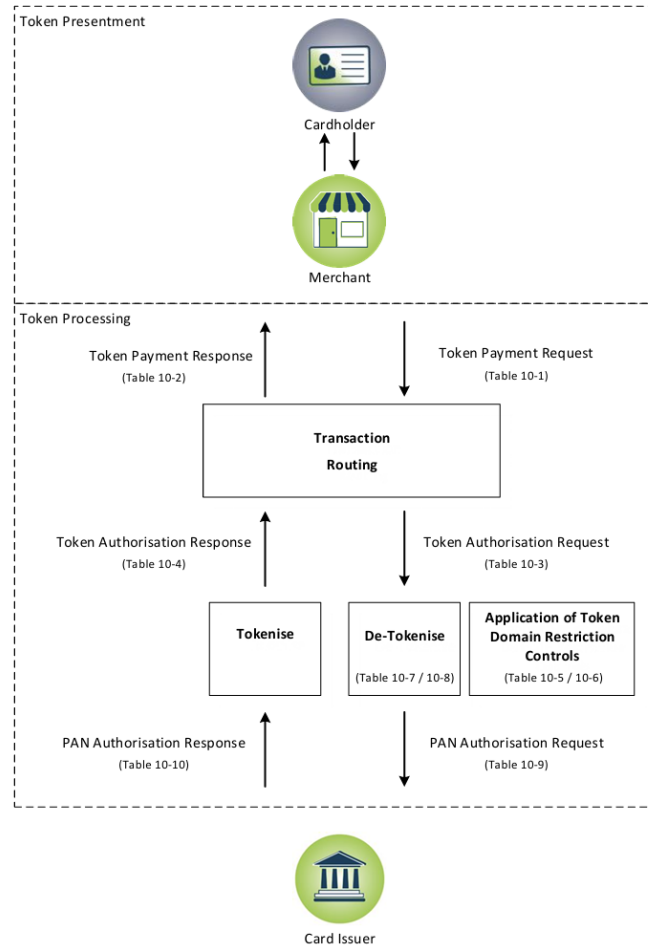 Token Presentment
Cardholder
Merchant
Token Processing
Token Payment Response
(Table 10-2)
Token Payment Request
(Table 10-1)
Transaction
Routing
Token Authorisation Response
(Table 10-4)
Token Authorisation Request
(Table 10-3)
Tokenise
De-Tokenise
(Table 10-7 / 10-8)
Application of Token
Domain Restriction
Controls
(Table 10-5 / 10-6)
PAN Authorisation Response
(Table 10-10)
PAN Authorisation Request
(Table 10-9)
Card Issuer